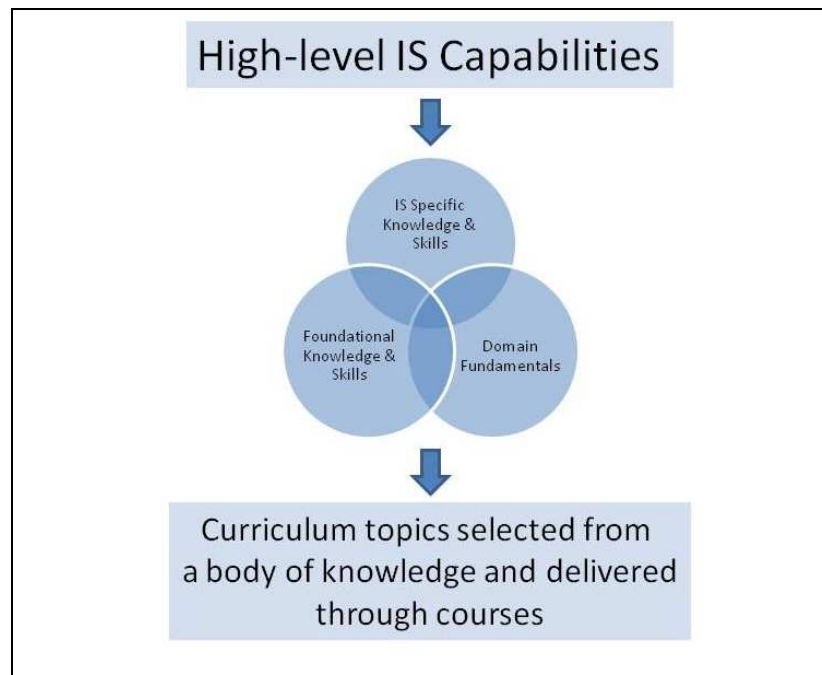 High-level IS Capabilities
IS Specific
Knowledge &
Skills
Foundational
Knowledge &
Skills
Domain
Fundamentals
Curriculum topics selected from
a body of knowledge and delivered
through courses